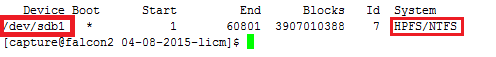 Device Boot Start End Blocks Id System
/dev/sdb1 * 1 60801 3907010388 7 HPFS/NTFS
[capture@falcon2 04-08-2015-licm]$